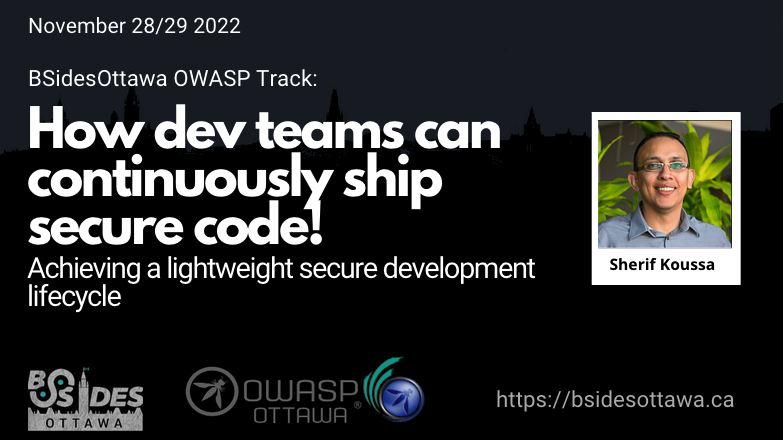 November 28/29 2022
BSidesOttawa OWASP Track:
How dev teams can
continuously ship
secure code!
Achieving a lightweight secure development
lifecycle
Sherif Koussa
BSIDES
OTTAWA
OWASP
OTTAWA®
https://bsidesottawa.ca